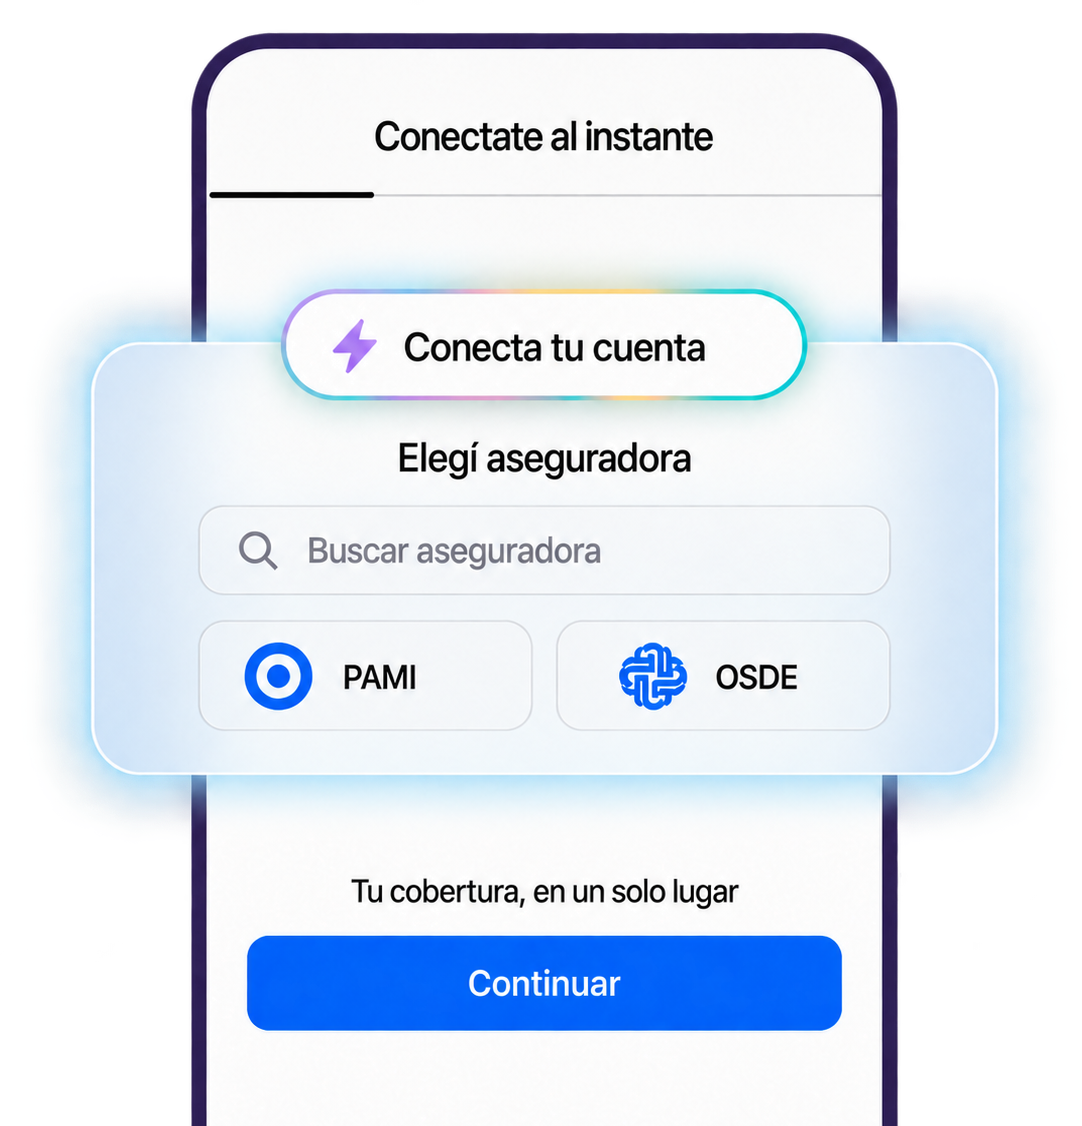 Conectate al instante
Conecta tu cuenta
Elegí aseguradora
Buscar aseguradora
PAMI
OSDE
Tu cobertura, en un solo lugar
Continuar